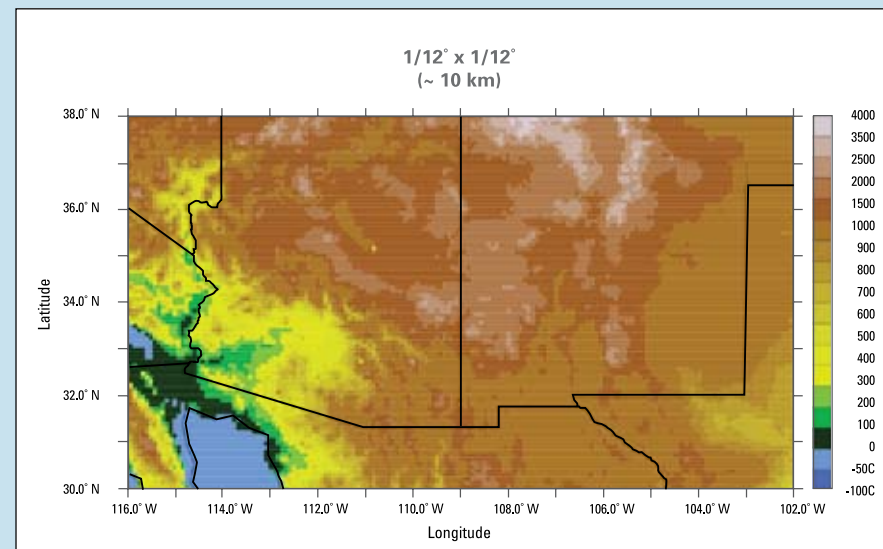 1/12° x 1/12°
(~ 10 km)
38.0° N
36.0° N
34.0° N
32.0° N
30.0° N
Latitude
116.0° W 114.0° W 112.0° W 110.0° W 108.0° W 106.0° W 104.0° W 102.0° W
Longitude
4000
3000
2500
2000
1500
1000
900
800
700
600
500
400
300
200
100
0
-50C
-100C